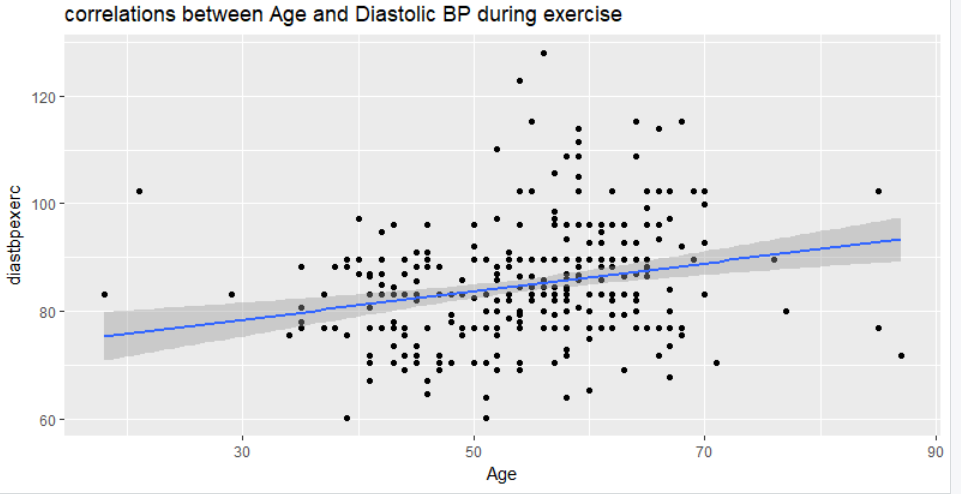 correlations between Age and Diastolic BP during exercise
diastbpexerc
120
100
80
60
30
50
70
90
Age